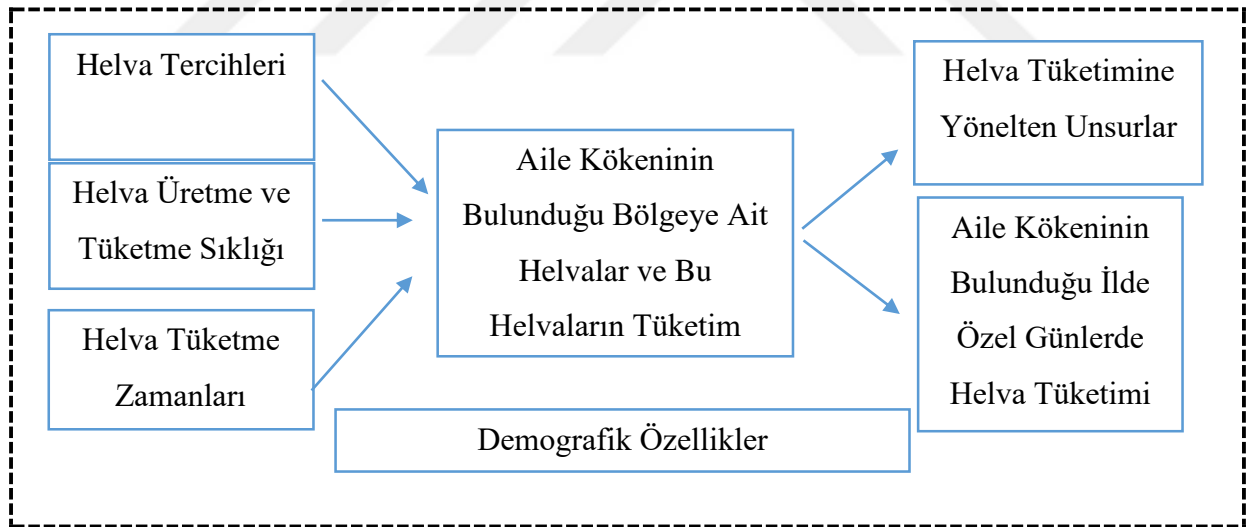 Helva Tercihleri
Helva Üretme ve
Tüketme Sıklığı
Helva Tüketme
Zamanları
Aile Kökeninin
Bulunduğu Bölgeye Ait
Helvalar ve Bu
Helvaların Tüketim
Demografik Özellikler
Helva Tüketimine
Yönelten Unsurlar
Aile Kökeninin
Bulunduğu İlde
Özel Günlerde
Helva Tüketimi